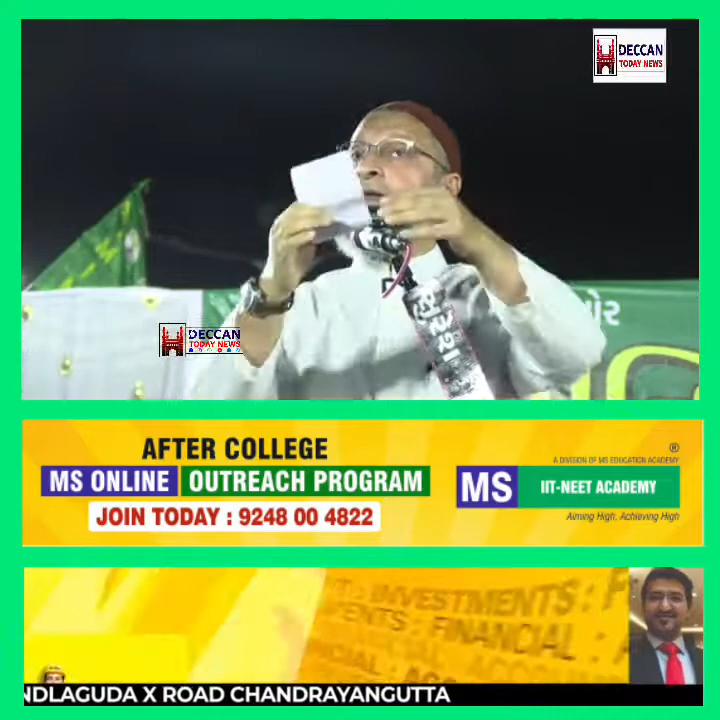 DECCAN
TODAY NEWS
DECCAN
TODAY NEWS
AFTER COLLEGE
MS ONLINE OUTREACH PROGRAM
JOIN TODAY : 9248 00 4822
®
A DIVISION OF MS EDUCATION ACADEMY
MS IIT-NEET ACADEMY
Aiming High, Achieving High
INVESTMENTS :
FINANCIAL :
NDLAGUDA X ROAD CHANDRAYANGUTTA